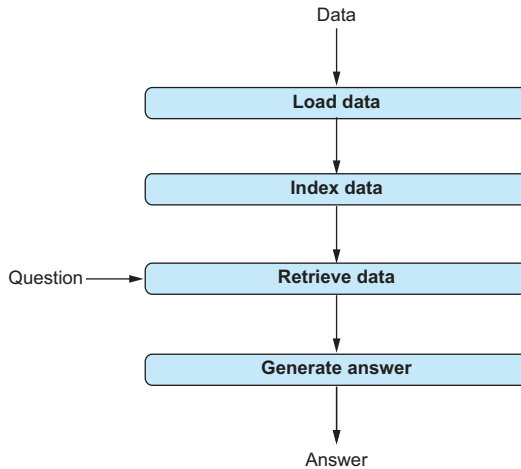 Data
Load data
Index data
Question
Retrieve data
Generate answer
Answer